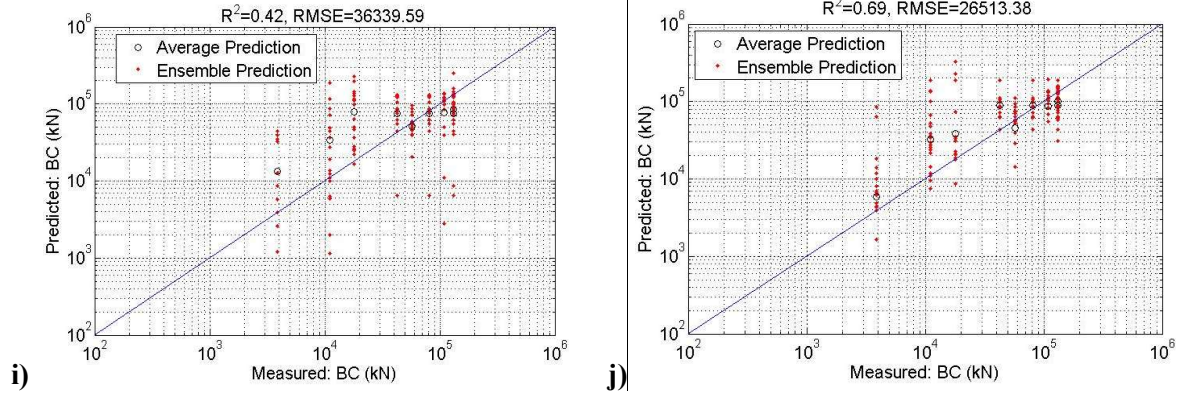 R²=0.42, RMSE=36339.59
10⁶
10⁵
10⁴
10³
10²
Predicted: BC (kN)
Average Prediction
Ensemble Prediction
10² 10³ 10⁴ 10⁵ 10⁶
Measured: BC (kN)
i)
R²=0.69, RMSE=26513.38
10⁶
10⁵
10⁴
10³
10²
Predicted: BC (kN)
Average Prediction
Ensemble Prediction
10² 10³ 10⁴ 10⁵ 10⁶
Measured: BC (kN)
j)